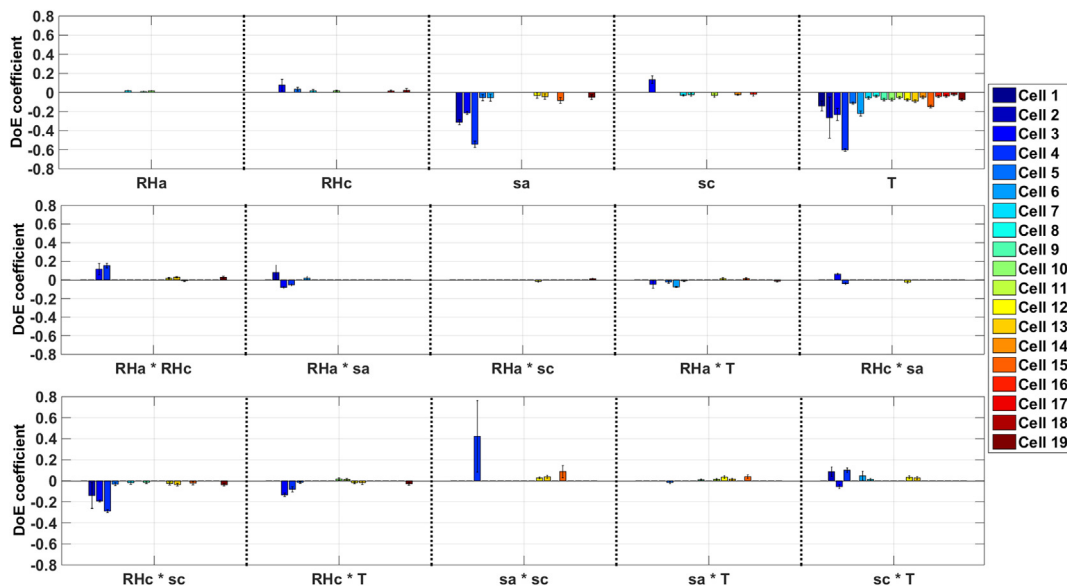 DoE coefficient
0.8
0.6
0.4
0.2
0
-0.2
-0.4
-0.6
-0.8
RHa RHc sa sc T
DoE coefficient
0.8
0.6
0.4
0.2
0
-0.2
-0.4
-0.6
-0.8
RHa * RHc RHa * sa RHa * sc RHa * T RHc * sa
DoE coefficient
0.8
0.6
0.4
0.2
0
-0.2
-0.4
-0.6
-0.8
RHc * sc RHc * T sa * sc sa * T sc * T
Cell 1
Cell 2
Cell 3
Cell 4
Cell 5
Cell 6
Cell 7
Cell 8
Cell 9
Cell 10
Cell 11
Cell 12
Cell 13
Cell 14
Cell 15
Cell 16
Cell 17
Cell 18
Cell 19